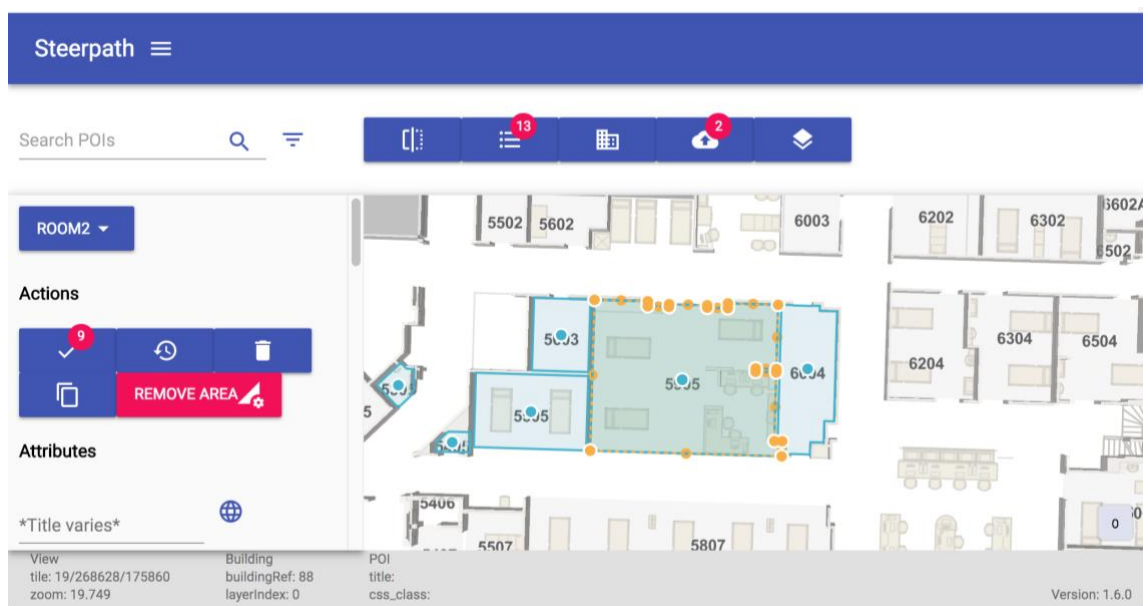 Steerpath
Search POIs
13
2
ROOM2
Actions
9
REMOVE AREA
Attributes
*Title varies*
5502 5602
6003
6202
6302
6602A
6502
6204
6304
6504
5805
5406
5507
5807
0
View
tile: 19/268628/175860
zoom: 19.749
Building
buildingRef: 88
layerIndex: 0
POI
title:
css_class:
Version: 1.6.0